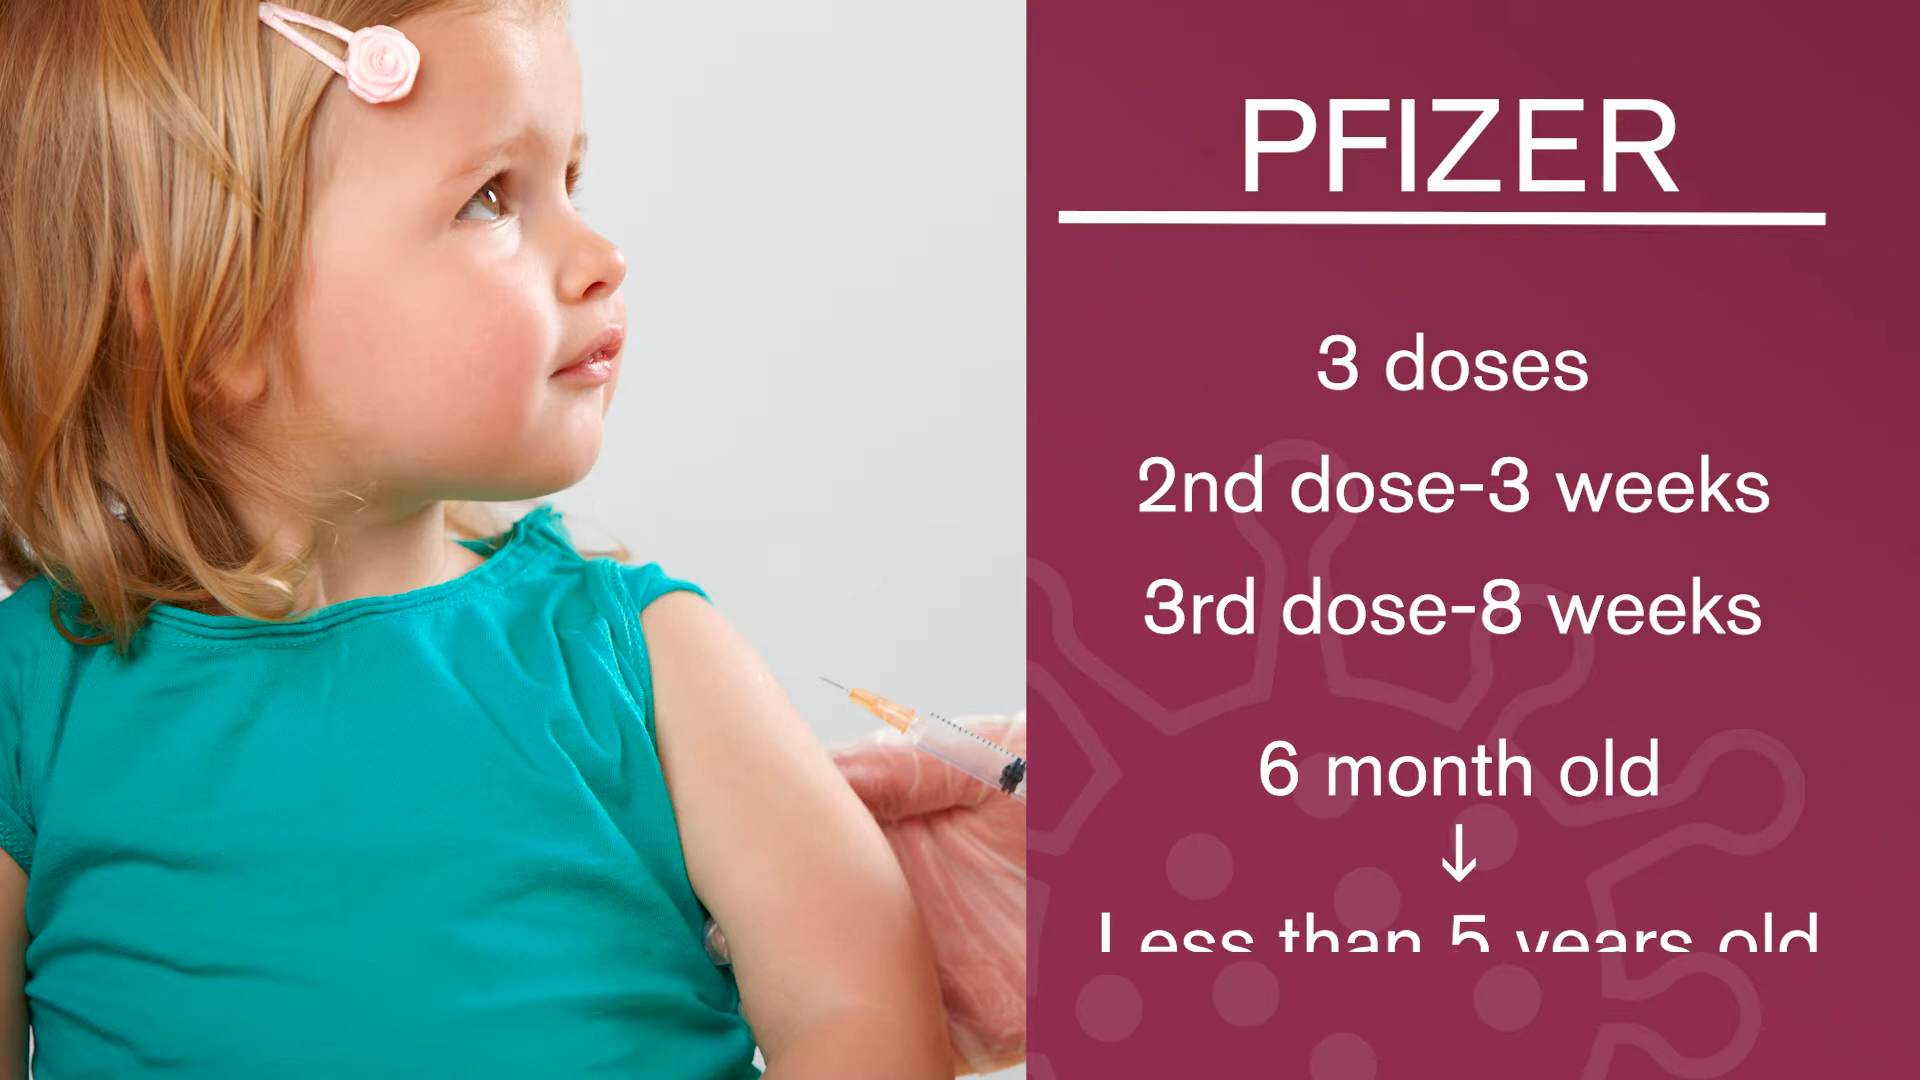 PFIZER
3 doses
2nd dose-3 weeks
3rd dose-8 weeks
6 month old
↓
Less than 5 years old